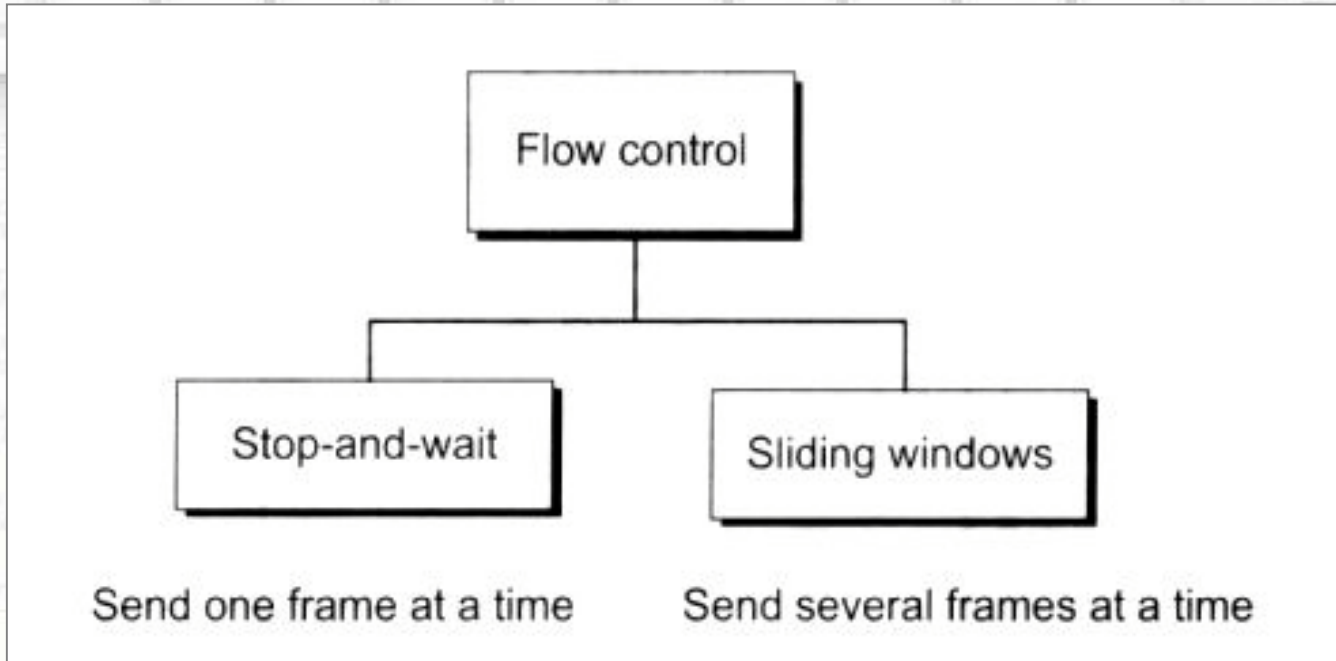 Flow control
Stop-and-wait
Sliding windows
Send one frame at a time
Send several frames at a time